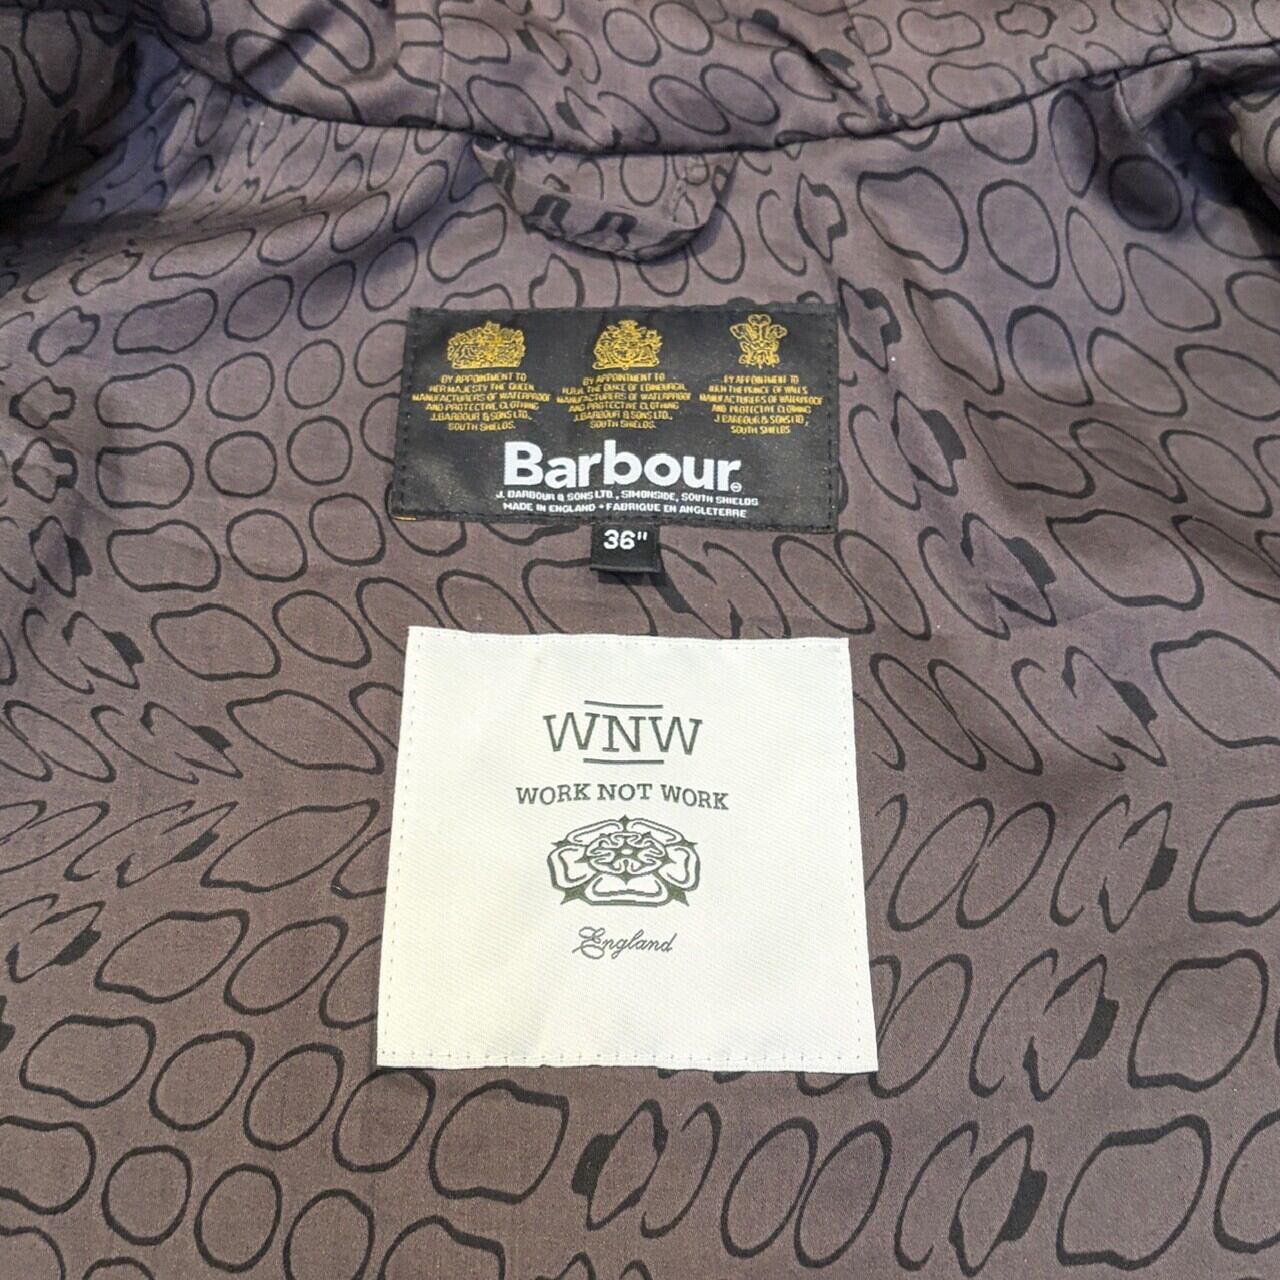 BY APPOINTMENT TO
HER MAJESTY THE QUEEN
MANUFACTURERS OF WATERPROOF
AND PROTECTIVE CLOTHING
J.BARBOUR & SONS LTD.,
SOUTH SHIELDS.
BY APPOINTMENT TO
H.R.H. THE DUKE OF EDINBURGH,
MANUFACTURERS OF WATERPROOF
AND PROTECTIVE CLOTHING
J.BARBOUR & SONS LTD.,
SOUTH SHIELDS.
BY APPOINTMENT TO
HRH THE PRINCE OF WALES
MANUFACTURERS OF WATERPROOF
AND PROTECTIVE CLOTHING
J BARBOUR & SONS LTD,
SOUTH SHIELDS
Barbour®
J. BARBOUR & SONS LTD., SIMONSIDE, SOUTH SHIELDS
MADE IN ENGLAND • FABRIQUE EN ANGLETERRE
36"
WNW
WORK NOT WORK
England